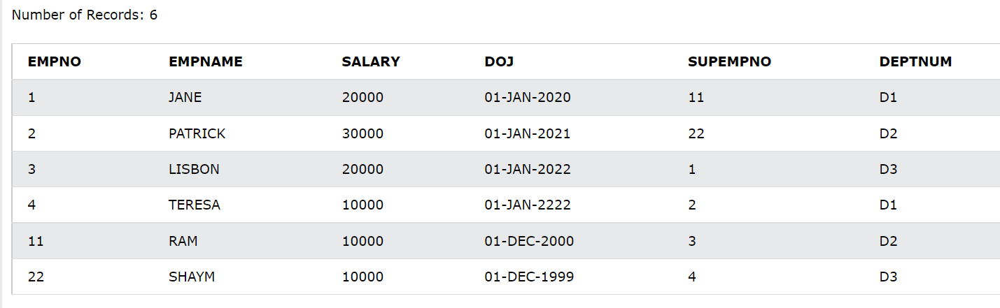 Number of Records: 6
EMPNO EMPNAME SALARY DOJ SUPEMPNO DEPTNUM
1 JANE 20000 01-JAN-2020 11 D1
2 PATRICK 30000 01-JAN-2021 22 D2
3 LISBON 20000 01-JAN-2022 1 D3
4 TERESA 10000 01-JAN-2222 2 D1
11 RAM 10000 01-DEC-2000 3 D2
22 SHAYM 10000 01-DEC-1999 4 D3